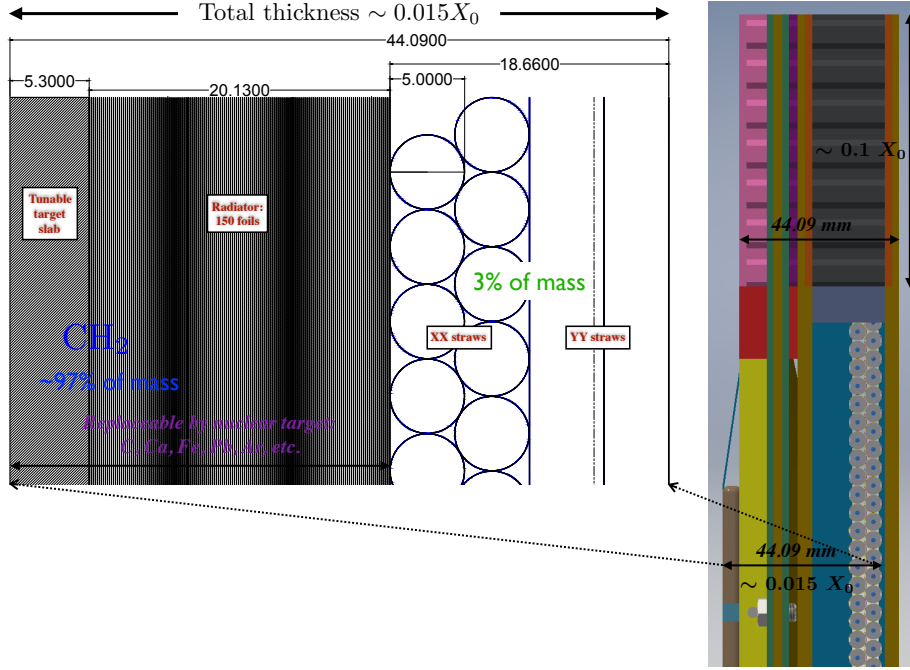 Total thickness ∼ 0.015X₀
44.0900
18.6600
5.3000
5.0000
20.1300
Tunable
target
slab
Radiator:
150 foils
3% of mass
CH₂
~97% of mass
XX straws
YY straws
Replaceable by nuclear target:
C, Ca, Fe, Pb, Ar, etc.
∼ 0.1 X₀
44.09 mm
44.09 mm
∼ 0.015 X₀